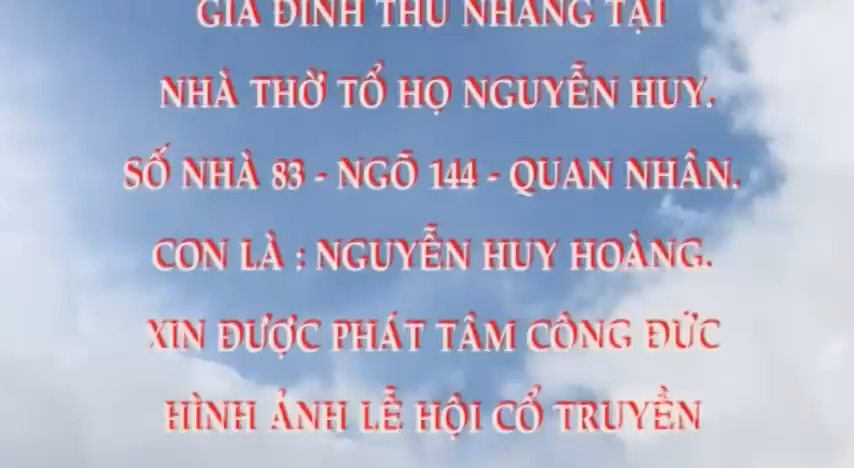 GIA ĐÌNH THỦ NHANG TẠI
NHÀ THỜ TỔ HỌ NGUYỄN HUY.
SỐ NHÀ 83 - NGÕ 144 - QUAN NHÂN.
CON LÀ : NGUYỄN HUY HOÀNG.
XIN ĐƯỢC PHÁT TÂM CÔNG ĐỨC
HÌNH ẢNH LỄ HỘI CỔ TRUYỀN